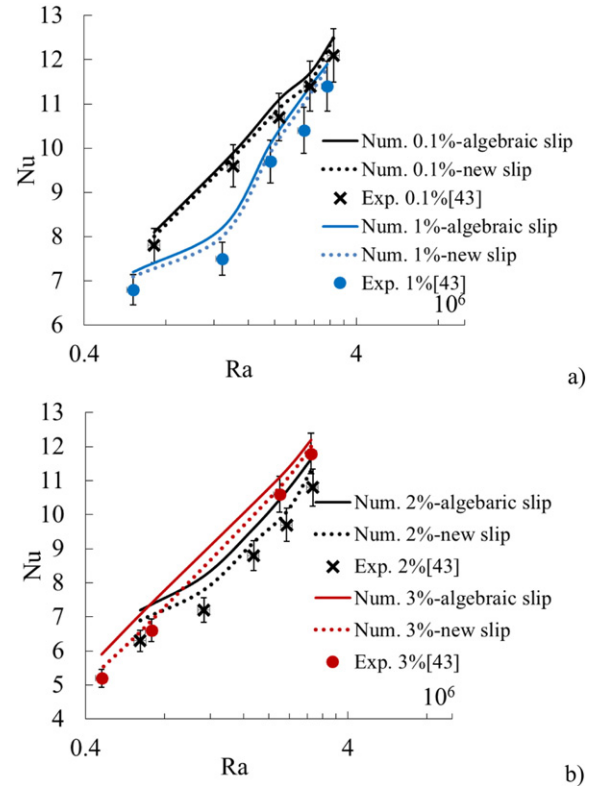 13
12
11
10
9
8
7
6
Nu
Num. 0.1%-algebraic slip
Num. 0.1%-new slip
Exp. 0.1%[43]
Num. 1%-algebraic slip
Num. 1%-new slip
Exp. 1%[43]
10⁶
0.4
4
Ra
a)
13
12
11
10
9
8
7
6
5
4
Nu
Num. 2%-algebaric slip
Num. 2%-new slip
Exp. 2%[43]
Num. 3%-algebraic slip
Num. 3%-new slip
Exp. 3%[43]
10⁶
0.4
4
Ra
b)